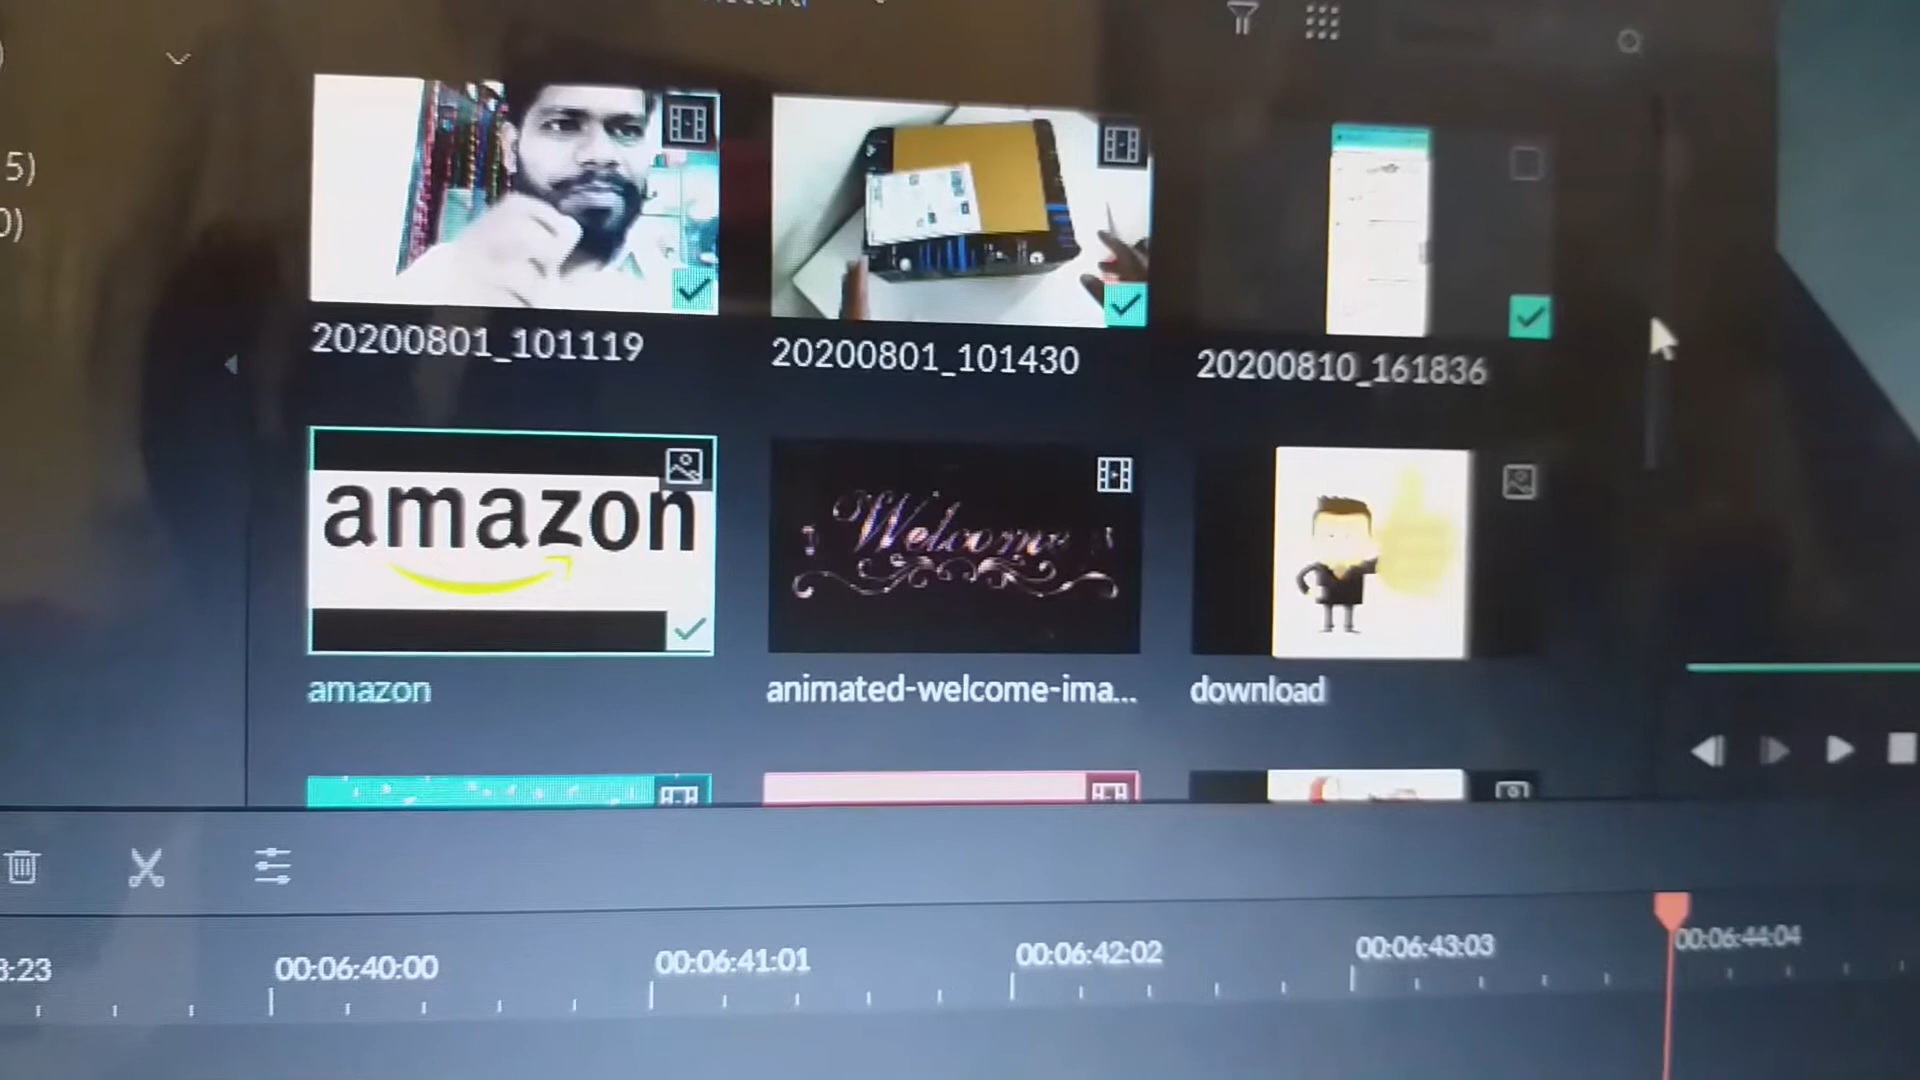 5)
0)
20200801_101119
20200801_101430
20200810_161836
amazon
Welcome
amazon
animated-welcome-ima...
download
8:23
00:06:40:00
00:06:41:01
00:06:42:02
00:06:43:03
00:06:44:04